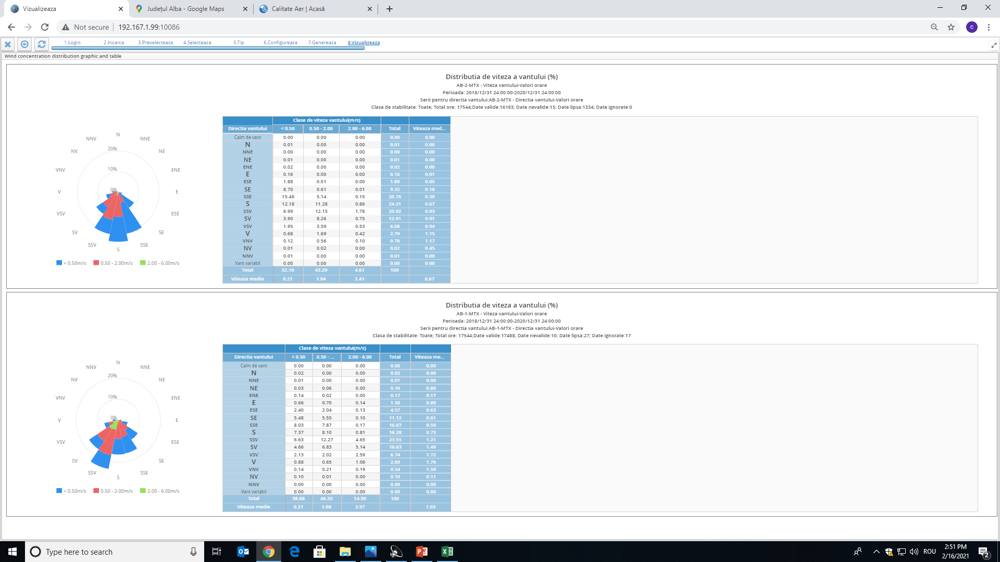 Vizualizeaza
Județul Alba - Google Maps
Calitate Aer | Acasă
Not secure
192.167.1.99:10086
c
1.Login 2.Incarca 3.Preselecteaza 4.Selecteaza 5.Tip 6.Configureaza 7.Genereaza 8.Vizualizeaza
Wind concentration distribution graphic and table
Distributia de viteza a vantului (%)
AB-2-MTX - Viteza vantului-Valori orare
Perioada: 2018/12/31 24:00:00-2020/12/31 24:00:00
Serii pentru directia vantului:AB-2-MTX - Directia vantului-Valori orare
Clasa de stabilitate: Toate; Total ore: 17544;Date valide:16193; Date nevalide:15; Date lipsa:1334; Date ignorate:0
N
NNV NNE
NV 20% NE
VNV 10% ENE
V 0% E
VSV ESE
SV SE
SSV SSE
S
< 0.50m/s 0.50 - 2.00m/s 2.00 - 6.00m/s
Clase de viteza vantului(m/s)
Directia vantului < 0.50 0.50 - 2.00 2.00 - 6.00 Total Viteaza med...
Calm de vant 0.00 0.00 0.00 0.00 0.00
N 0.01 0.00 0.00 0.01 0.00
NNE 0.00 0.00 0.00 0.00 0.00
NE 0.01 0.00 0.00 0.01 0.00
ENE 0.02 0.00 0.00 0.02 0.00
E 0.16 0.00 0.00 0.16 0.01
ESE 1.88 0.01 0.00 1.89 0.05
SE 8.70 0.61 0.01 9.32 0.18
SSE 15.46 5.14 0.15 20.76 0.39
S 12.18 11.28 0.86 24.31 0.67
SSV 6.99 12.15 1.78 20.92 0.93
SV 3.90 8.26 0.75 12.91 0.91
VSV 1.95 3.59 0.53 6.08 0.94
V 0.68 1.69 0.42 2.79 1.15
VNV 0.12 0.56 0.10 0.78 1.17
NV 0.01 0.02 0.00 0.02 0.45
NNV 0.01 0.00 0.00 0.01 0.00
Vant variabil 0.00 0.00 0.00 0.00 0.00
Total 52.10 43.29 4.61 100
Viteaza medie 0.21 1.04 2.41 0.67
Distributia de viteza a vantului (%)
AB-1-MTX - Viteza vantului-Valori orare
Perioada: 2018/12/31 24:00:00-2020/12/31 24:00:00
Serii pentru directia vantului:AB-1-MTX - Directia vantului-Valori orare
Clasa de stabilitate: Toate; Total ore: 17544;Date valide:17488; Date nevalide:10; Date lipsa:27; Date ignorate:17
N
NNV NNE
NV 20% NE
VNV 10% ENE
V 0% E
VSV ESE
SV SE
SSV SSE
S
< 0.50m/s 0.50 - 2.00m/s 2.00 - 6.00m/s
Clase de viteza vantului(m/s)
Directia vantului < 0.50 0.50 - ... 2.00 - 6.00 Total Viteaza me...
Calm de vant 0.00 0.00 0.00 0.00 0.00
N 0.02 0.00 0.00 0.02 0.00
NNE 0.01 0.00 0.00 0.01 0.00
NE 0.03 0.06 0.00 0.10 0.80
ENE 0.14 0.02 0.00 0.17 0.17
E 0.66 0.70 0.14 1.50 0.80
ESE 2.40 2.04 0.13 4.57 0.63
SE 5.48 5.55 0.10 11.12 0.61
SSE 8.03 7.87 0.17 16.07 0.59
S 7.37 8.10 0.81 16.28 0.73
SSV 6.63 12.27 4.65 23.55 1.21
SV 4.66 6.83 5.14 16.63 1.49
VSV 2.13 2.02 2.59 6.74 1.72
V 0.88 0.65 1.06 2.60 1.76
VNV 0.14 0.21 0.19 0.54 1.59
NV 0.10 0.01 0.00 0.10 0.11
NNV 0.00 0.00 0.00 0.00 0.00
Vant variabil 0.00 0.00 0.00 0.00 0.00
Total 38.68 46.33 14.99 100
Viteaza medie 0.21 1.08 2.97 1.03
Type here to search
ROU
2:51 PM
2/16/2021
2